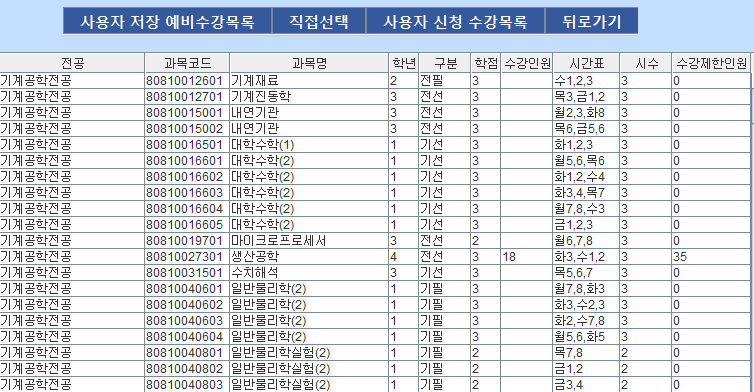 사용자 저장 예비수강목록 직접선택 사용자 신청 수강목록 뒤로가기
전공 과목코드 과목명 학년 구분 학점 수강인원 시간표 시수 수강제한인원
기계공학전공 80810012601 기계재료 2 전필 3 수1,2,3 3 0
기계공학전공 80810012701 기계진동학 3 전선 3 목3,금1,2 3 0
기계공학전공 80810015001 내연기관 3 전선 3 월2,3,화8 3 0
기계공학전공 80810015002 내연기관 3 전선 3 목6,금5,6 3 0
기계공학전공 80810016501 대학수학(1) 1 기선 3 화1,2,3 3 0
기계공학전공 80810016601 대학수학(2) 1 기선 3 월5,6,목6 3 0
기계공학전공 80810016602 대학수학(2) 1 기선 3 화1,2,수4 3 0
기계공학전공 80810016603 대학수학(2) 1 기선 3 화3,4,목7 3 0
기계공학전공 80810016604 대학수학(2) 1 기선 3 월7,8,수3 3 0
기계공학전공 80810016605 대학수학(2) 1 기선 3 금1,2,3 3 0
기계공학전공 80810019701 마이크로프로세서 3 전선 2 월6,7,8 3 0
기계공학전공 80810027301 생산공학 4 전선 3 18 화3,수1,2 3 35
기계공학전공 80810031501 수치해석 3 기선 3 목5,6,7 3 0
기계공학전공 80810040601 일반물리학(2) 1 기필 3 월7,8,화3 3 0
기계공학전공 80810040602 일반물리학(2) 1 기필 3 화3,수2,3 3 0
기계공학전공 80810040603 일반물리학(2) 1 기필 3 화2,수7,8 3 0
기계공학전공 80810040604 일반물리학(2) 1 기필 3 월5,6,화5 3 0
기계공학전공 80810040801 일반물리학실험(2) 1 기필 2 목7,8 2 0
기계공학전공 80810040802 일반물리학실험(2) 1 기필 2 금1,2 2 0
기계공학전공 80810040803 일반물리학실험(2) 1 기필 2 금3,4 2 0